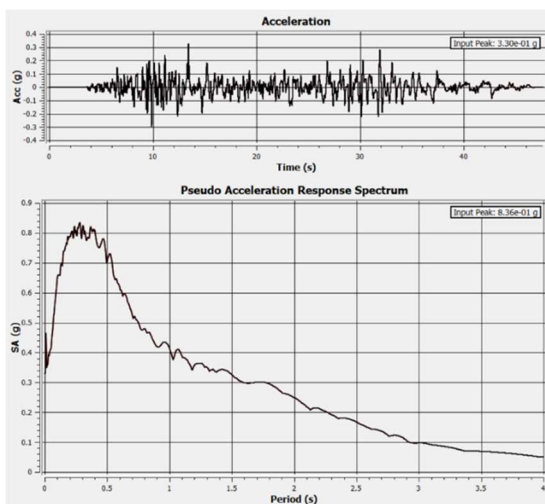 Acceleration
Input Peak: 3.30e-01 g
Acc (g)
0.4
0.3
0.2
0.1
0
-0.1
-0.2
-0.3
-0.4
0 10 20 30 40
Time (s)
Pseudo Acceleration Response Spectrum
Input Peak: 8.36e-01 g
SA (g)
0.9
0.8
0.7
0.6
0.5
0.4
0.3
0.2
0.1
0
0 0.5 1 1.5 2 2.5 3 3.5 4
Period (s)